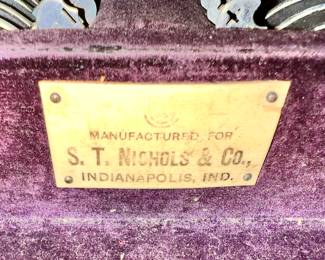 MANUFACTURED FOR
S. T. NICHOLS & CO.,
INDIANAPOLIS, IND.